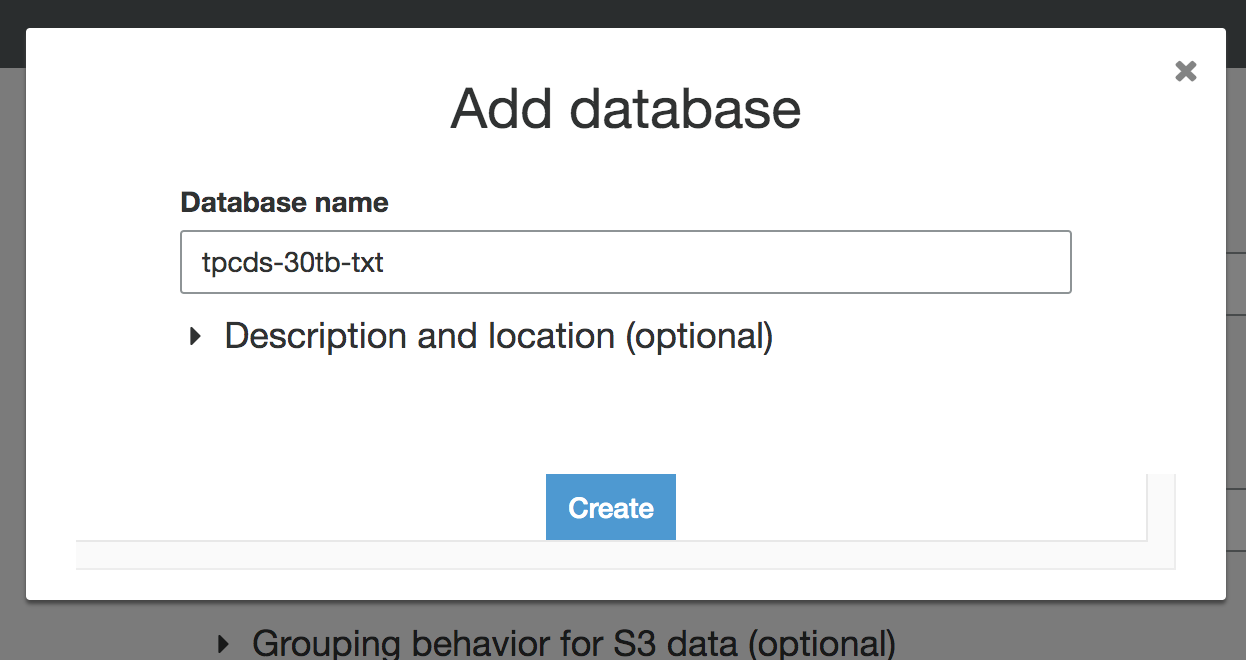 Add database
Database name
tpcds-30tb-txt
Description and location (optional)
Create
Grouping behavior for S3 data (optional)